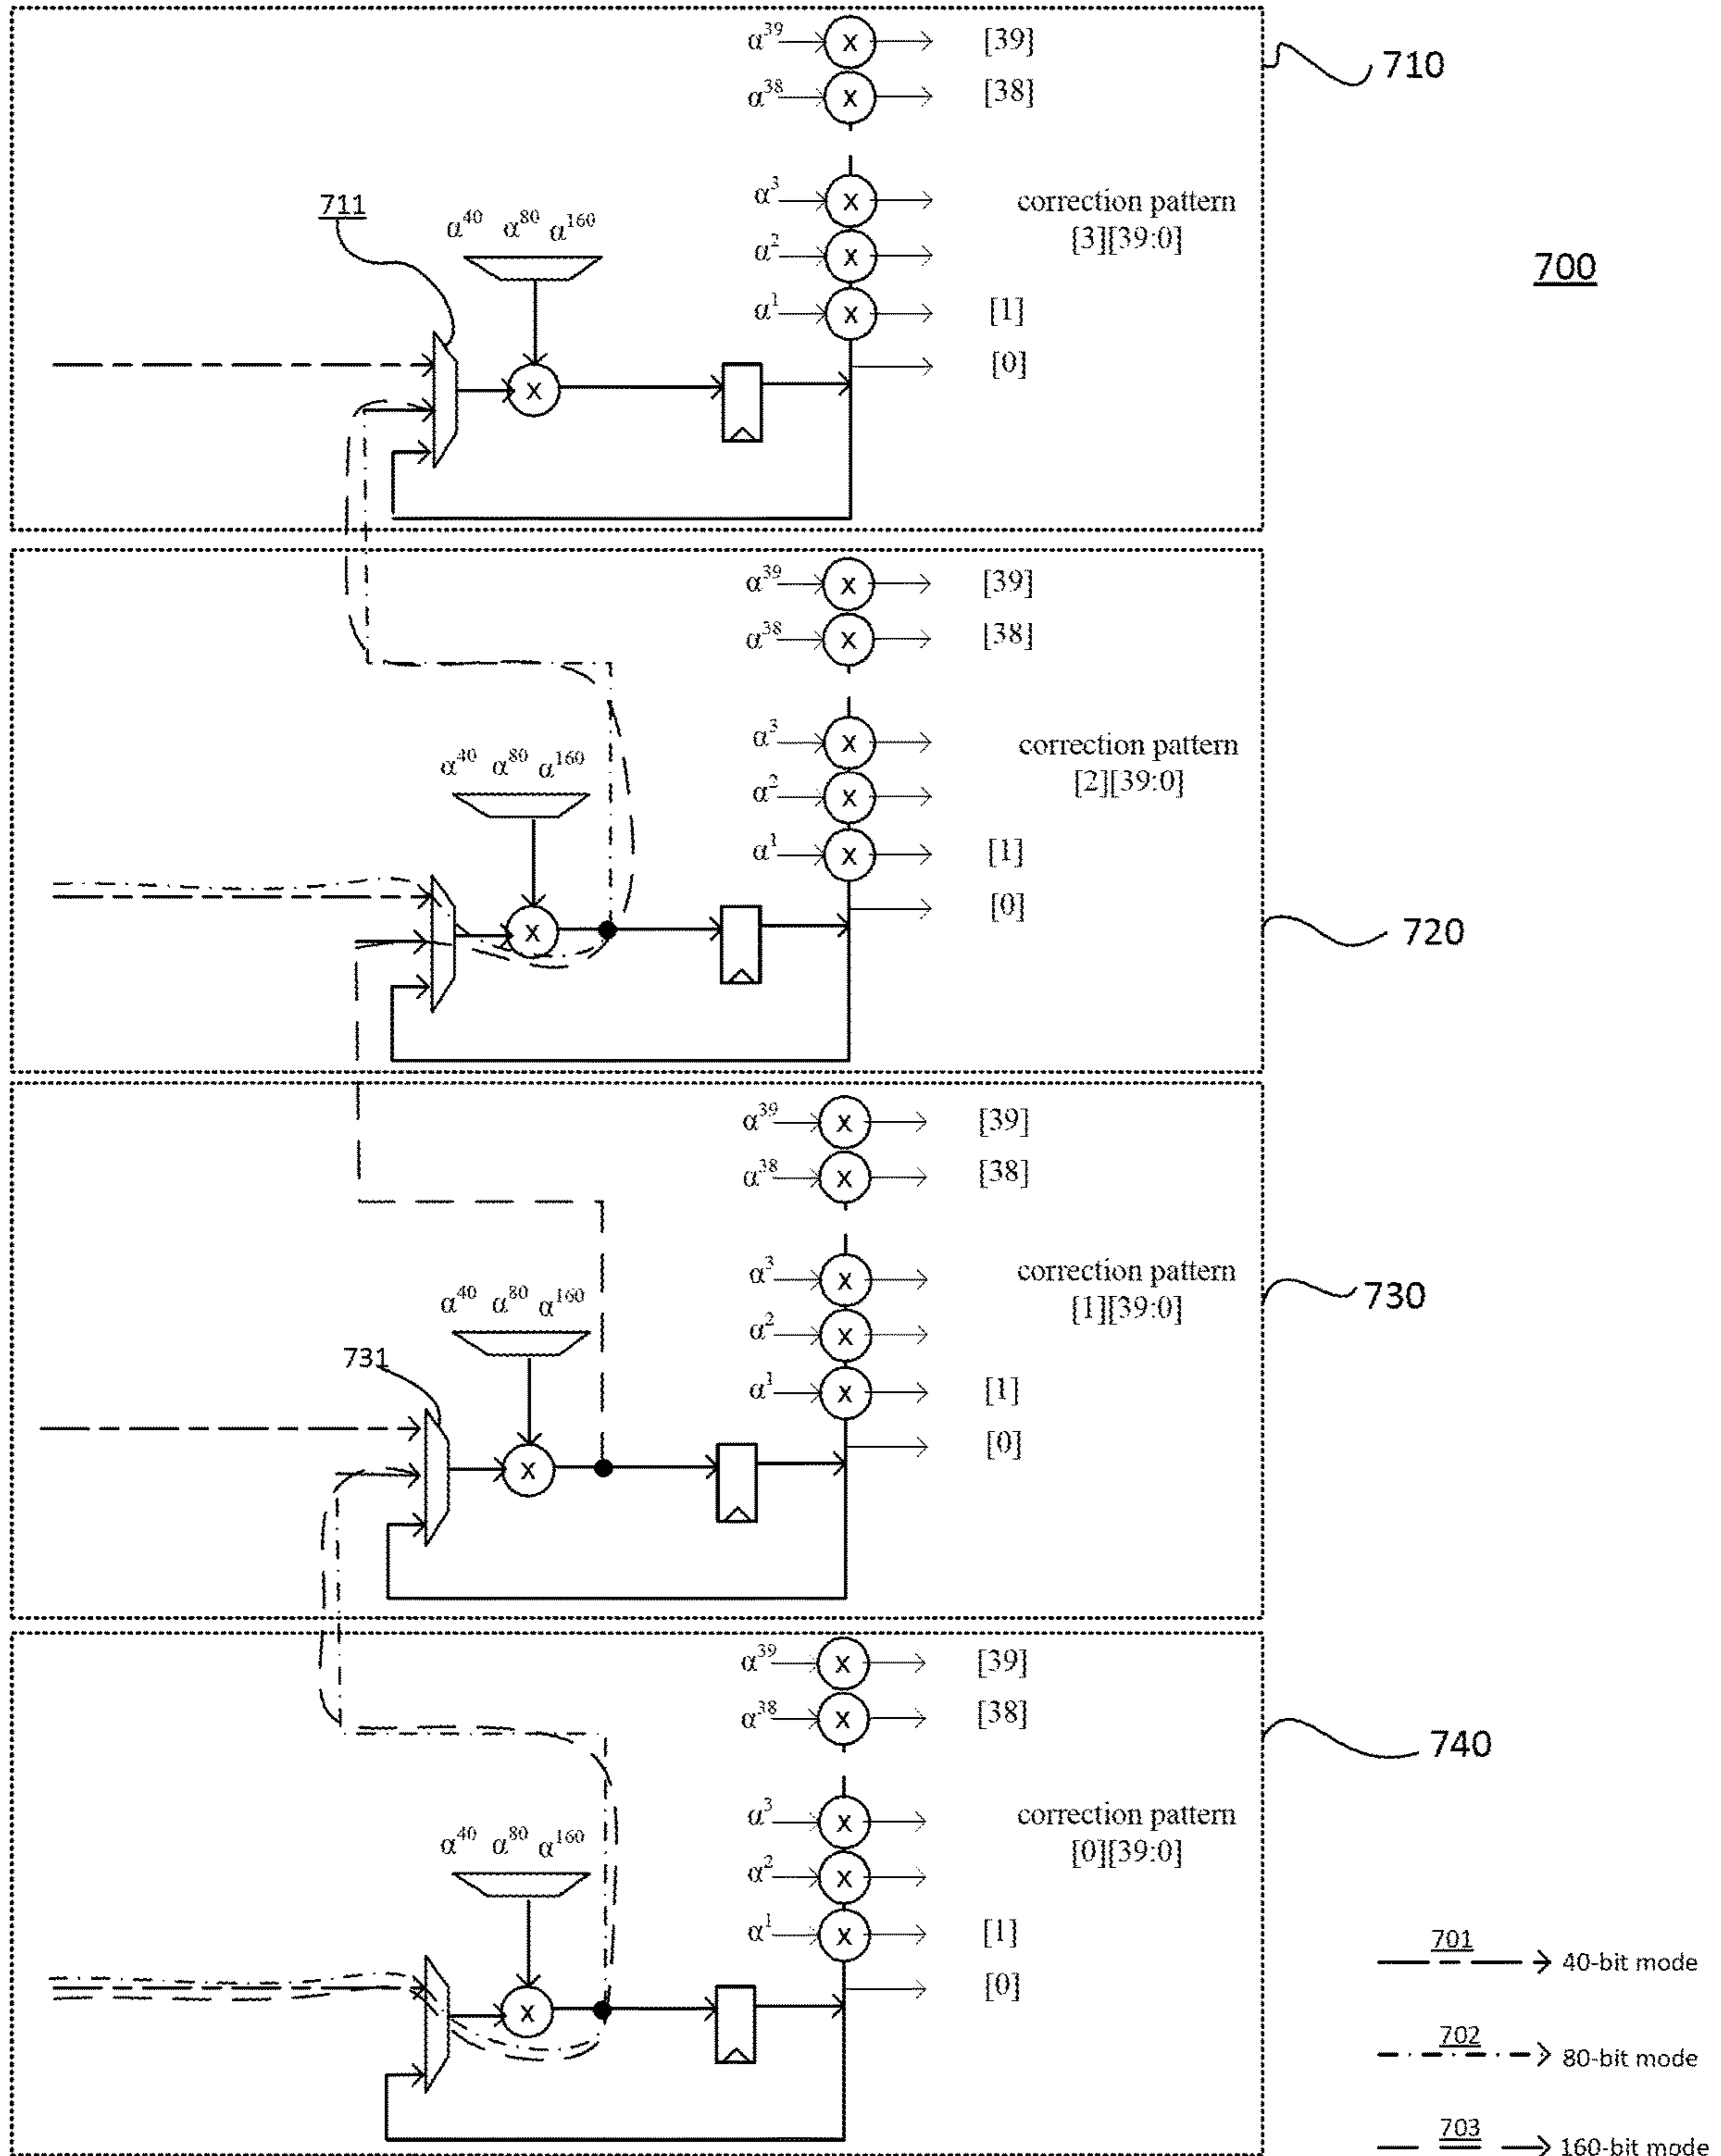 α³⁹ x [39]
710
α³⁸ x [38]
711
α⁴⁰ α⁸⁰ α¹⁶⁰
α³ x
correction pattern
[3][39:0]
α² x
700
α¹ x [1]
[0]
x
α³⁹ x [39]
α³⁸ x [38]
α⁴⁰ α⁸⁰ α¹⁶⁰
α³ x
correction pattern
[2][39:0]
α² x
α¹ x [1]
[0]
x
720
α³⁹ x [39]
α³⁸ x [38]
α⁴⁰ α⁸⁰ α¹⁶⁰
α³ x
correction pattern
[1][39:0]
730
α² x
731
α¹ x [1]
[0]
x
α³⁹ x [39]
α³⁸ x [38]
740
α⁴⁰ α⁸⁰ α¹⁶⁰
α³ x
correction pattern
[0][39:0]
α² x
α¹ x [1]
[0]
x
701 40-bit mode
702 80-bit mode
703 160-bit mode